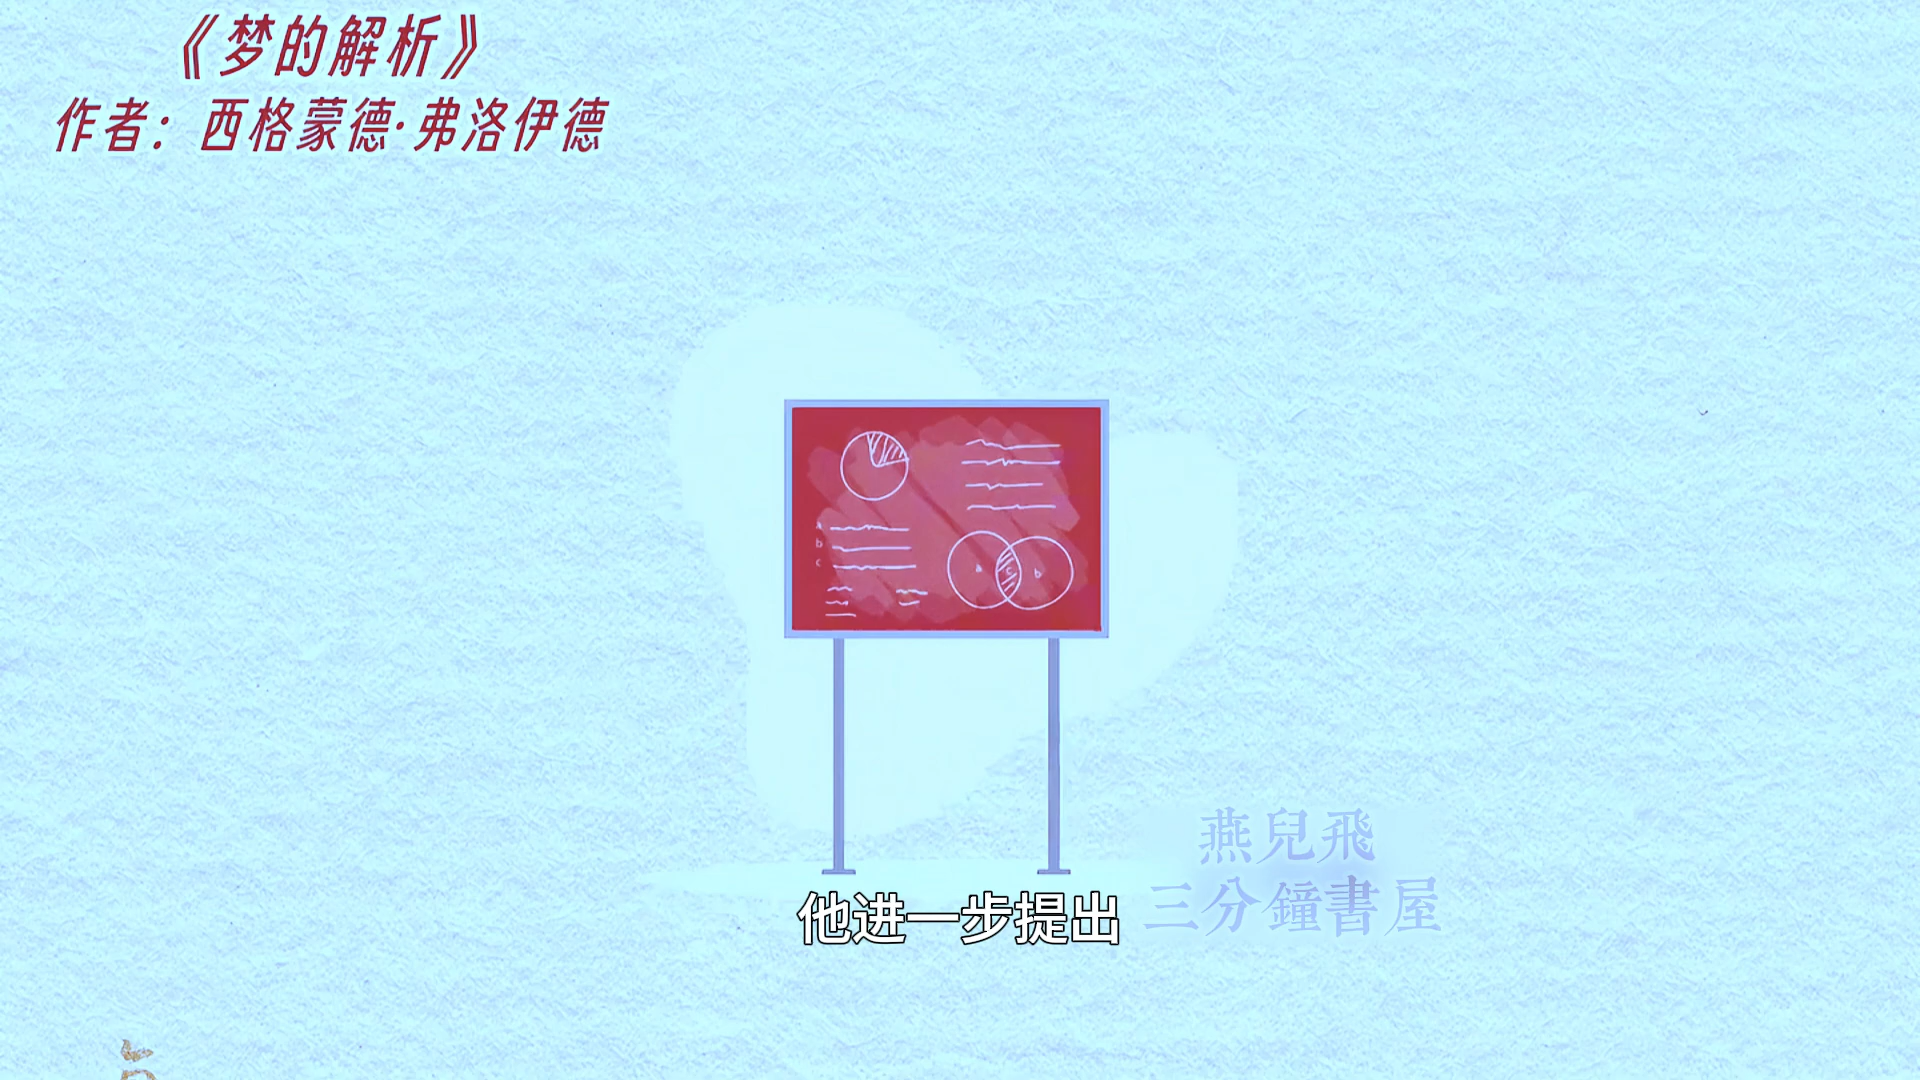 《梦的解析》
作者：西格蒙德·弗洛伊德
a
b
c
a c b
燕兒飛
三分鐘書屋
他进一步提出